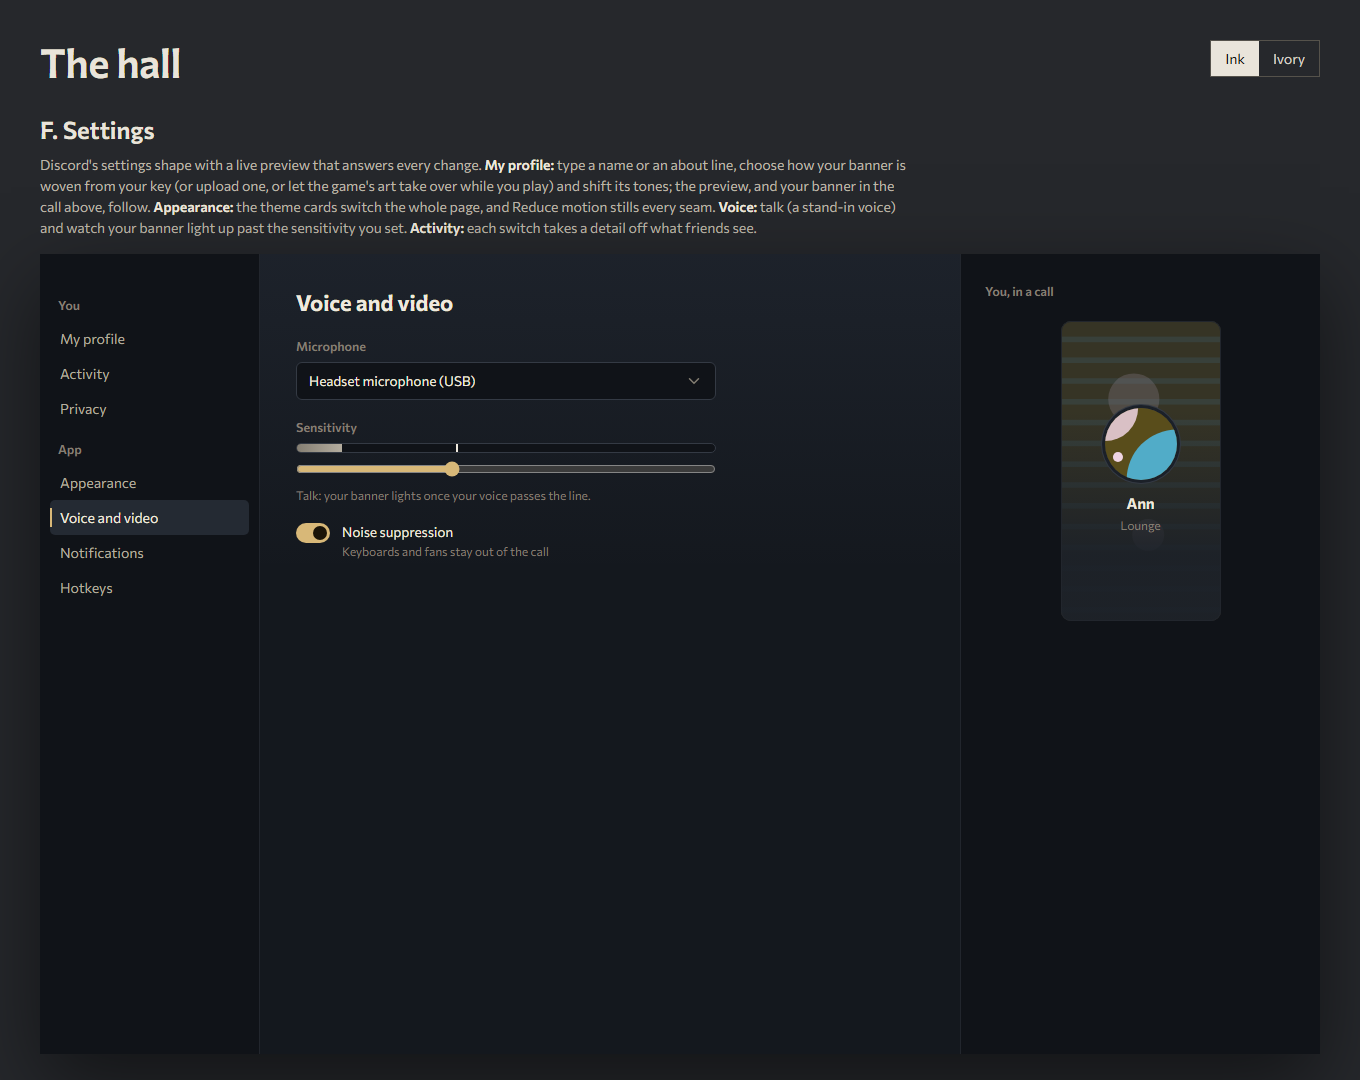 The hall
Ink
Ivory
F. Settings
Discord's settings shape with a live preview that answers every change. My profile: type a name or an about line, choose how your banner is
woven from your key (or upload one, or let the game's art take over while you play) and shift its tones; the preview, and your banner in the
call above, follow. Appearance: the theme cards switch the whole page, and Reduce motion stills every seam. Voice: talk (a stand-in voice)
and watch your banner light up past the sensitivity you set. Activity: each switch takes a detail off what friends see.
You
My profile
Activity
Privacy
App
Appearance
Voice and video
Notifications
Hotkeys
Voice and video
Microphone
Headset microphone (USB)
Sensitivity
Talk: your banner lights once your voice passes the line.
Noise suppression
Keyboards and fans stay out of the call
You, in a call
Ann
Lounge